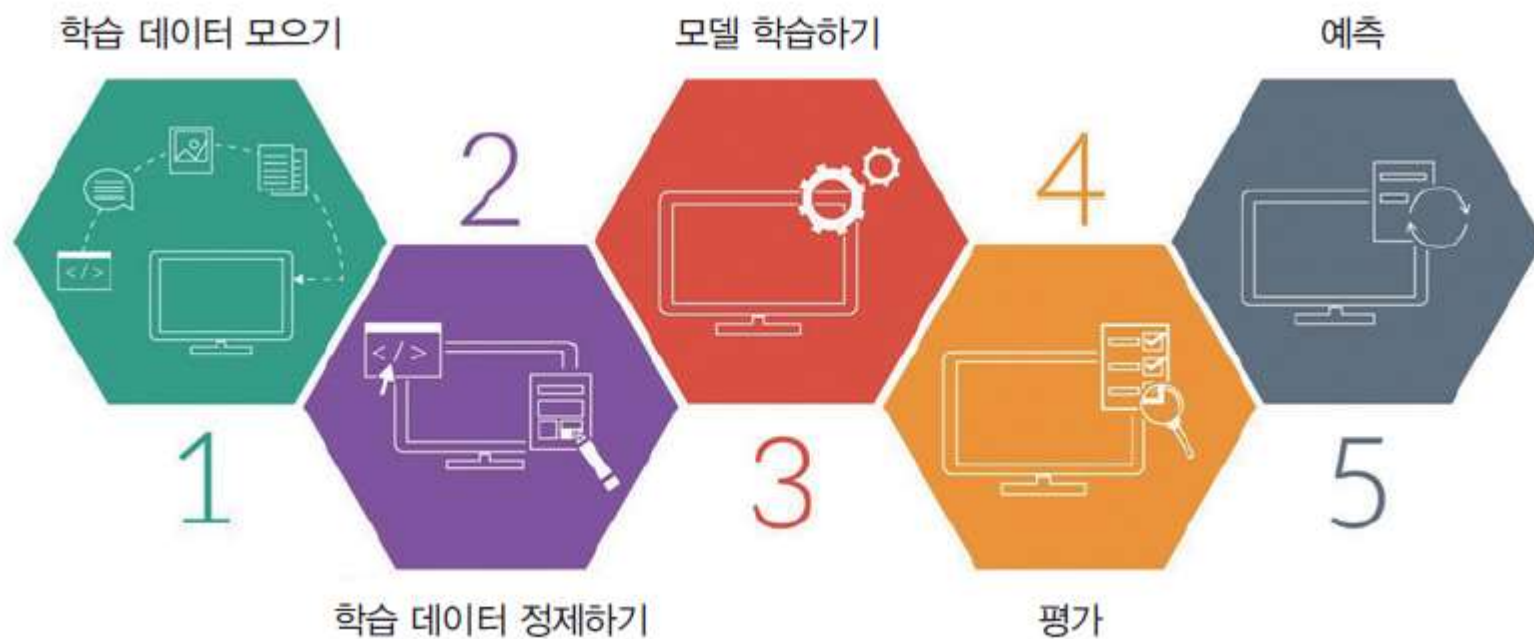 학습 데이터 모으기
1
2
학습 데이터 정제하기
모델 학습하기
3
4
평가
예측
5
</> 
</>